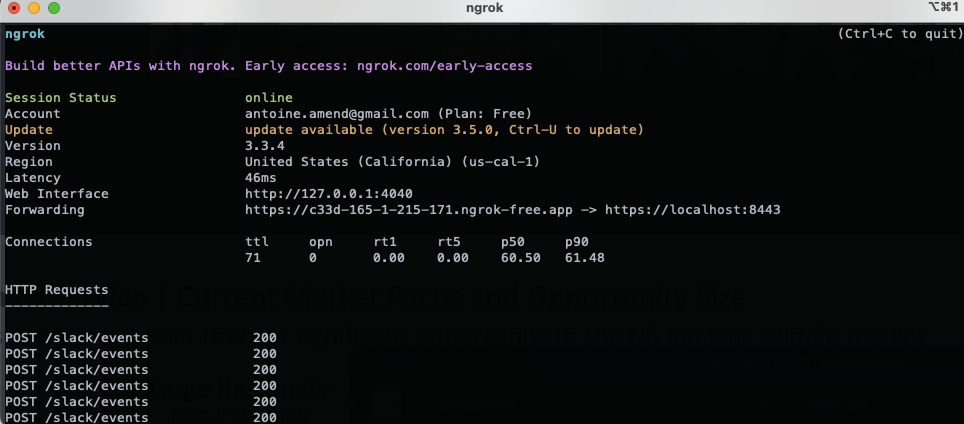 ngrok
⌥⌘1
ngrok (Ctrl+C to quit)
Build better APIs with ngrok. Early access: ngrok.com/early-access
Session Status online
Account antoine.amend@gmail.com (Plan: Free)
Update update available (version 3.5.0, Ctrl-U to update)
Version 3.3.4
Region United States (California) (us-cal-1)
Latency 46ms
Web Interface http://127.0.0.1:4040
Forwarding https://c33d-165-1-215-171.ngrok-free.app -> https://localhost:8443
Connections ttl opn rt1 rt5 p50 p90
71 0 0.00 0.00 60.50 61.48
HTTP Requests
-------------
POST /slack/events 200
POST /slack/events 200
POST /slack/events 200
POST /slack/events 200
POST /slack/events 200
POST /slack/events 200
| Current Market Focus and Opportunity Size